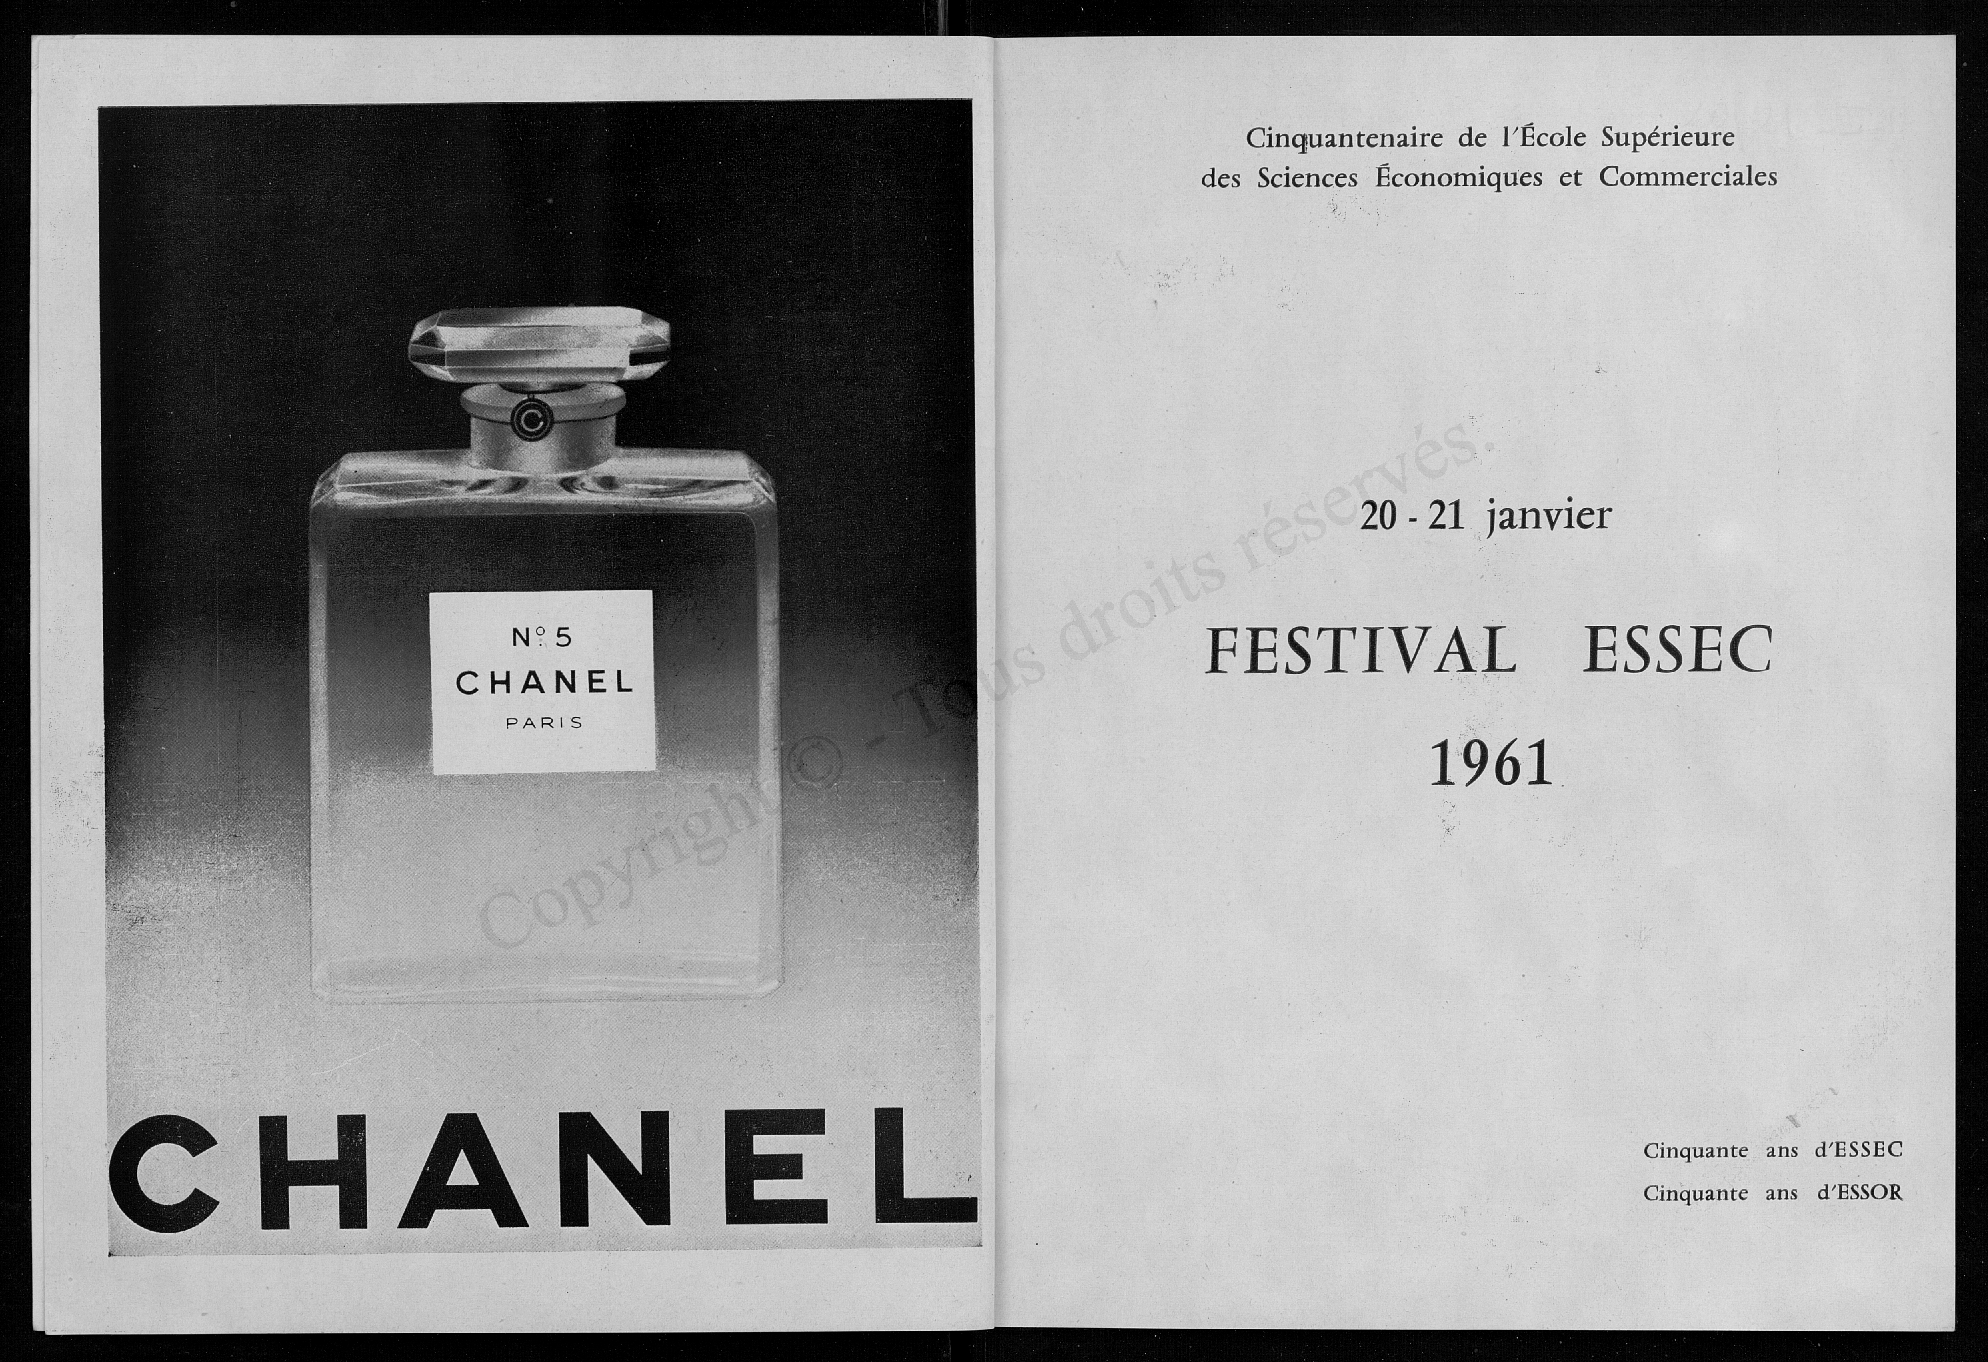 C
N° 5
CHANEL
PARIS
CHANEL
Cinquantenaire de l'École Supérieure
des Sciences Économiques et Commerciales
20 - 21 janvier
FESTIVAL ESSEC
1961
Cinquante ans d'ESSEC
Cinquante ans d'ESSOR
Copyright © - Tous droits réservés.